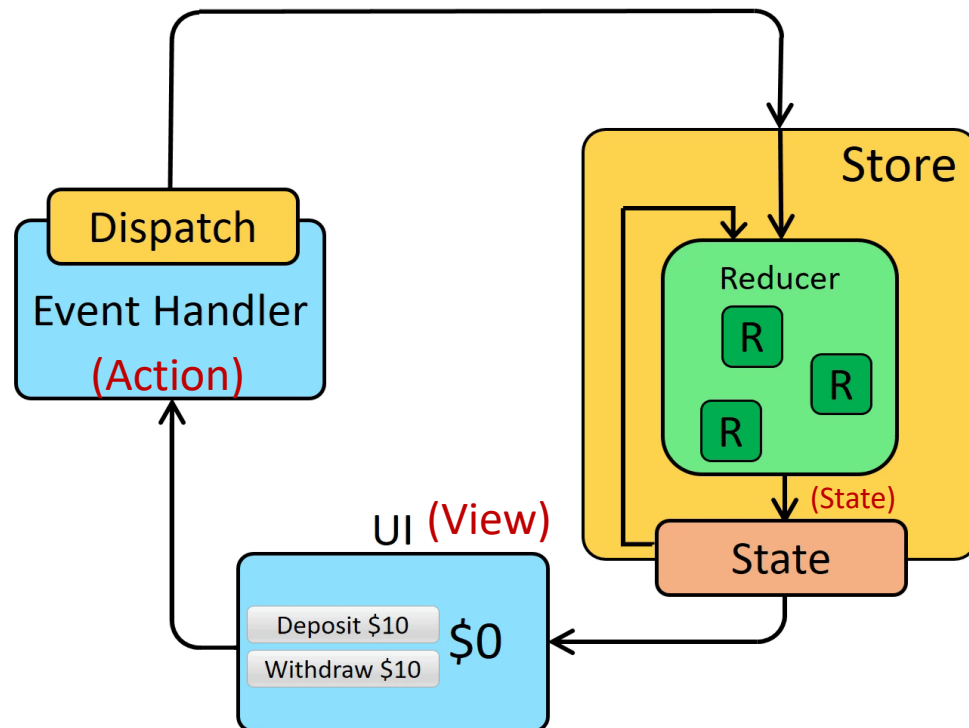 Store
Dispatch
Event Handler
(Action)
Reducer
R
R
R
(State)
State
UI (View)
Deposit $10
Withdraw $10
$0